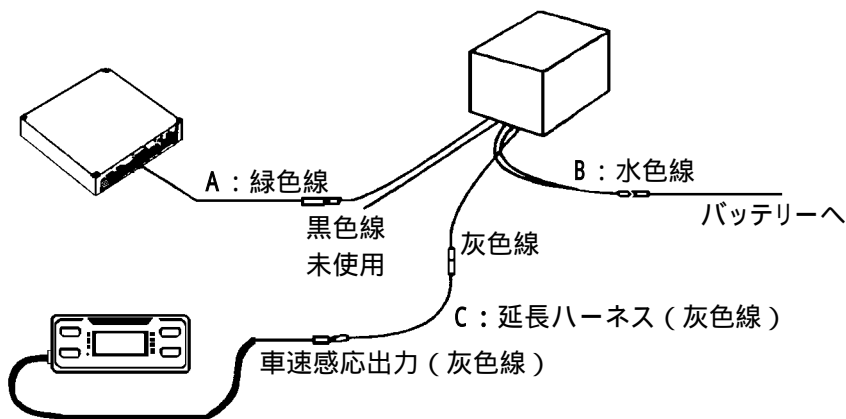 A：緑色線
B：水色線
バッテリーへ
黒色線
未使用
灰色線
C：延長ハーネス（灰色線）
車速感応出力（灰色線）